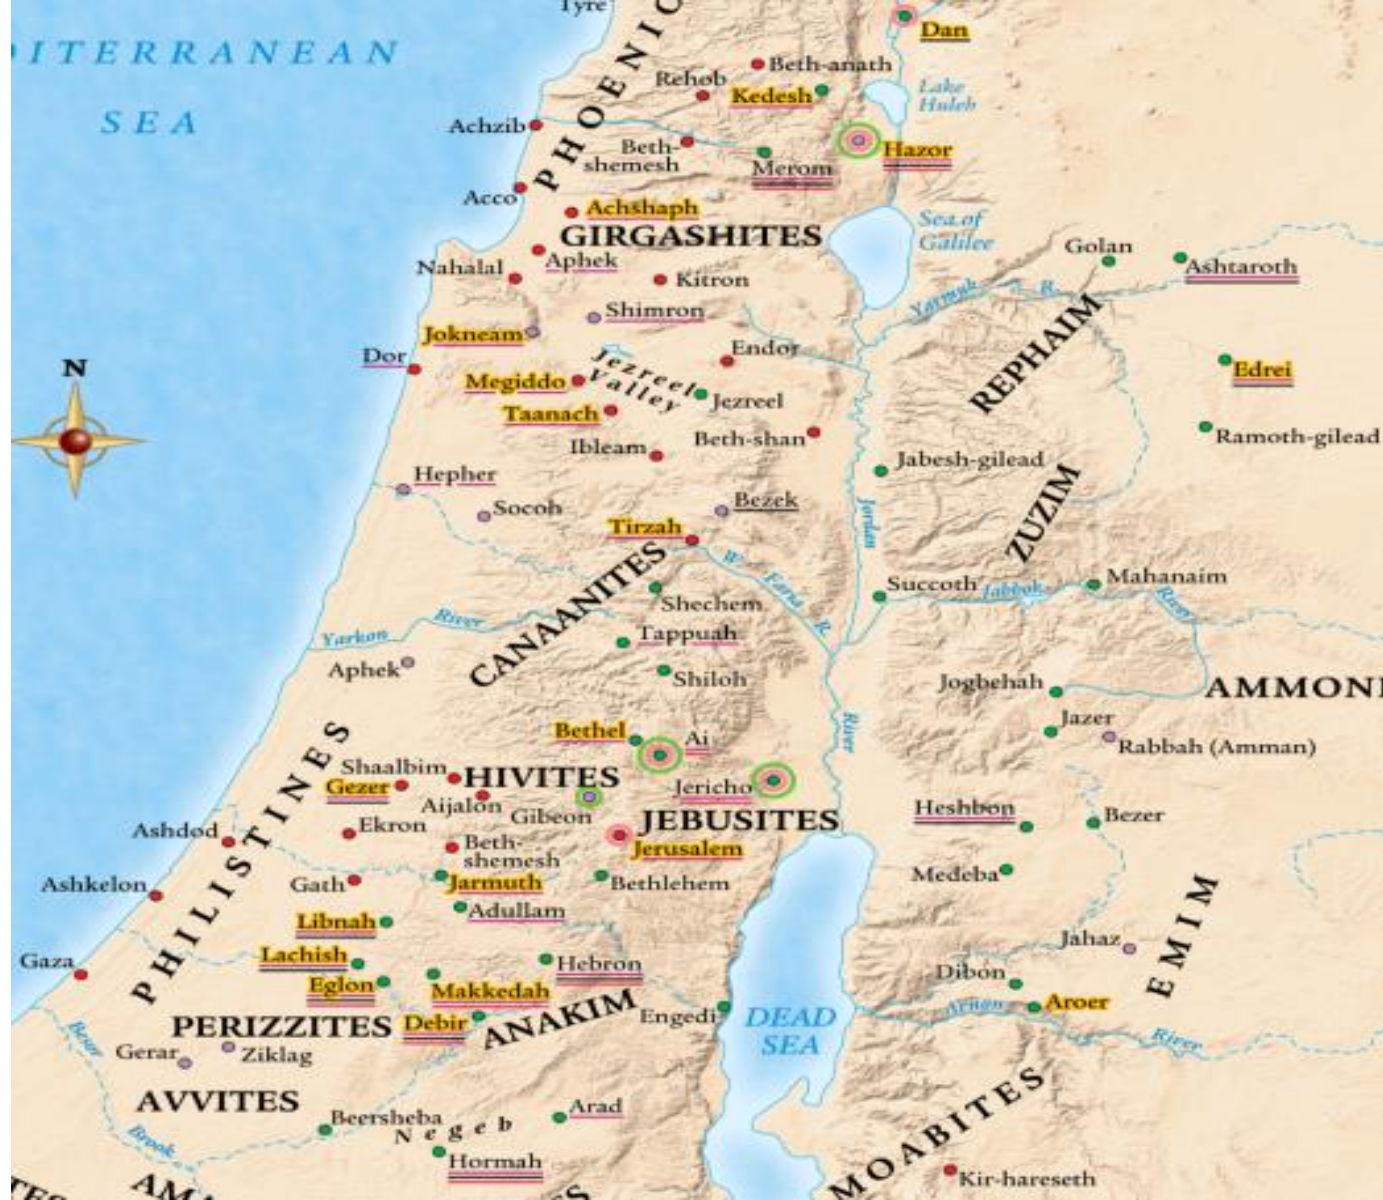 Tyre
DITERRANEAN
SEA
PHOENIC
Dan
Beth-anath
Rehob
Kedesh
Lake
Huleh
Achzib
Beth-
shemesh
Merom
Hazor
Acco
Achshaph
GIRGASHITES
Sea of
Galilee
Golan
Ashtaroth
Nahalal
Aphek
Kitron
Yarmuk R.
Shimron
Jokneam
REPHAIM
Dor
N
Endor
Jezreel
Valley
Megiddo
Edrei
Taanach
Jezreel
Ibleam
Beth-shan
Ramoth-gilead
Jabesh-gilead
Hepher
Socoh
Bezek
Jordan
ZUZIM
Tirzah
CANAANITES
W. Faria R.
Succoth
Jabbok
River
Mahanaim
Shechem
Yarkon River
Tappuah
Aphek
Shiloh
Jogbehah
AMMONI
Bethel
Ai
River
Jazer
Rabbah (Amman)
PHILISTINES
Shaalbim
HIVITES
Gezer
Aijalon
Gibeon
Jericho
Heshbon
Bezer
Ashdod
Ekron
JEBUSITES
Beth-
shemesh
Jerusalem
Ashkelon
Gath
Jarmuth
Bethlehem
Medeba
Adullam
Libnah
EMIM
Gaza
Lachish
Hebron
Jahaz
Eglon
Makkedah
Dibon
Aroer
PERIZZITES
Debir
ANAKIM
Engedi
DEAD
SEA
Arnon
River
Besor
Gerar
Ziklag
AVVITES
Beersheba
Negeb
Arad
Brook
Hormah
MOABITES
Kir-hareseth
AMA